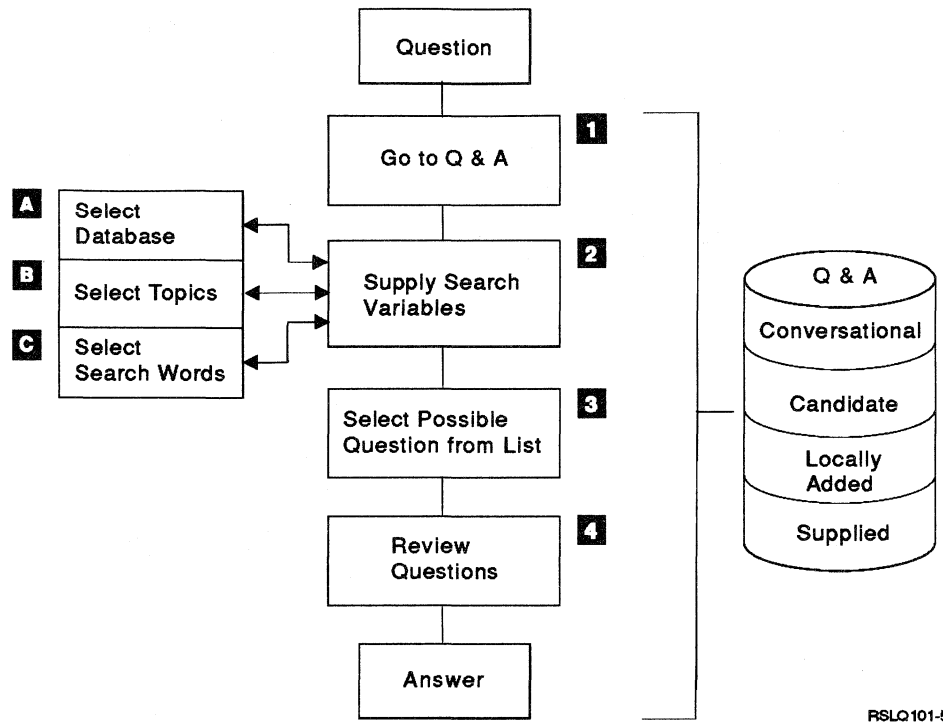 Question
1
Go to Q & A
A
Select
Database
B
Select Topics
C
Select
Search Words
2
Supply Search
Variables
3
Select Possible
Question from List
4
Review
Questions
Answer
Q & A
Conversational
Candidate
Locally
Added
Supplied